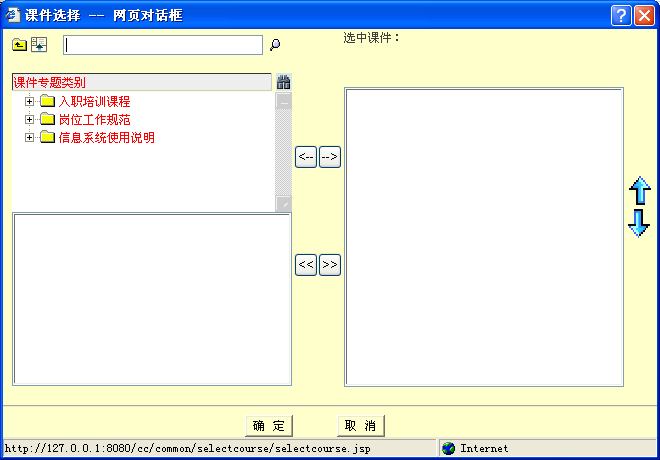 课件选择 -- 网页对话框
选中课件：
课件专题类别
入职培训课程
岗位工作规范
信息系统使用说明
<-- -->
<< >>
确 定 取 消
http://127.0.0.1:8080/cc/common/selectcourse/selectcourse.jsp Internet